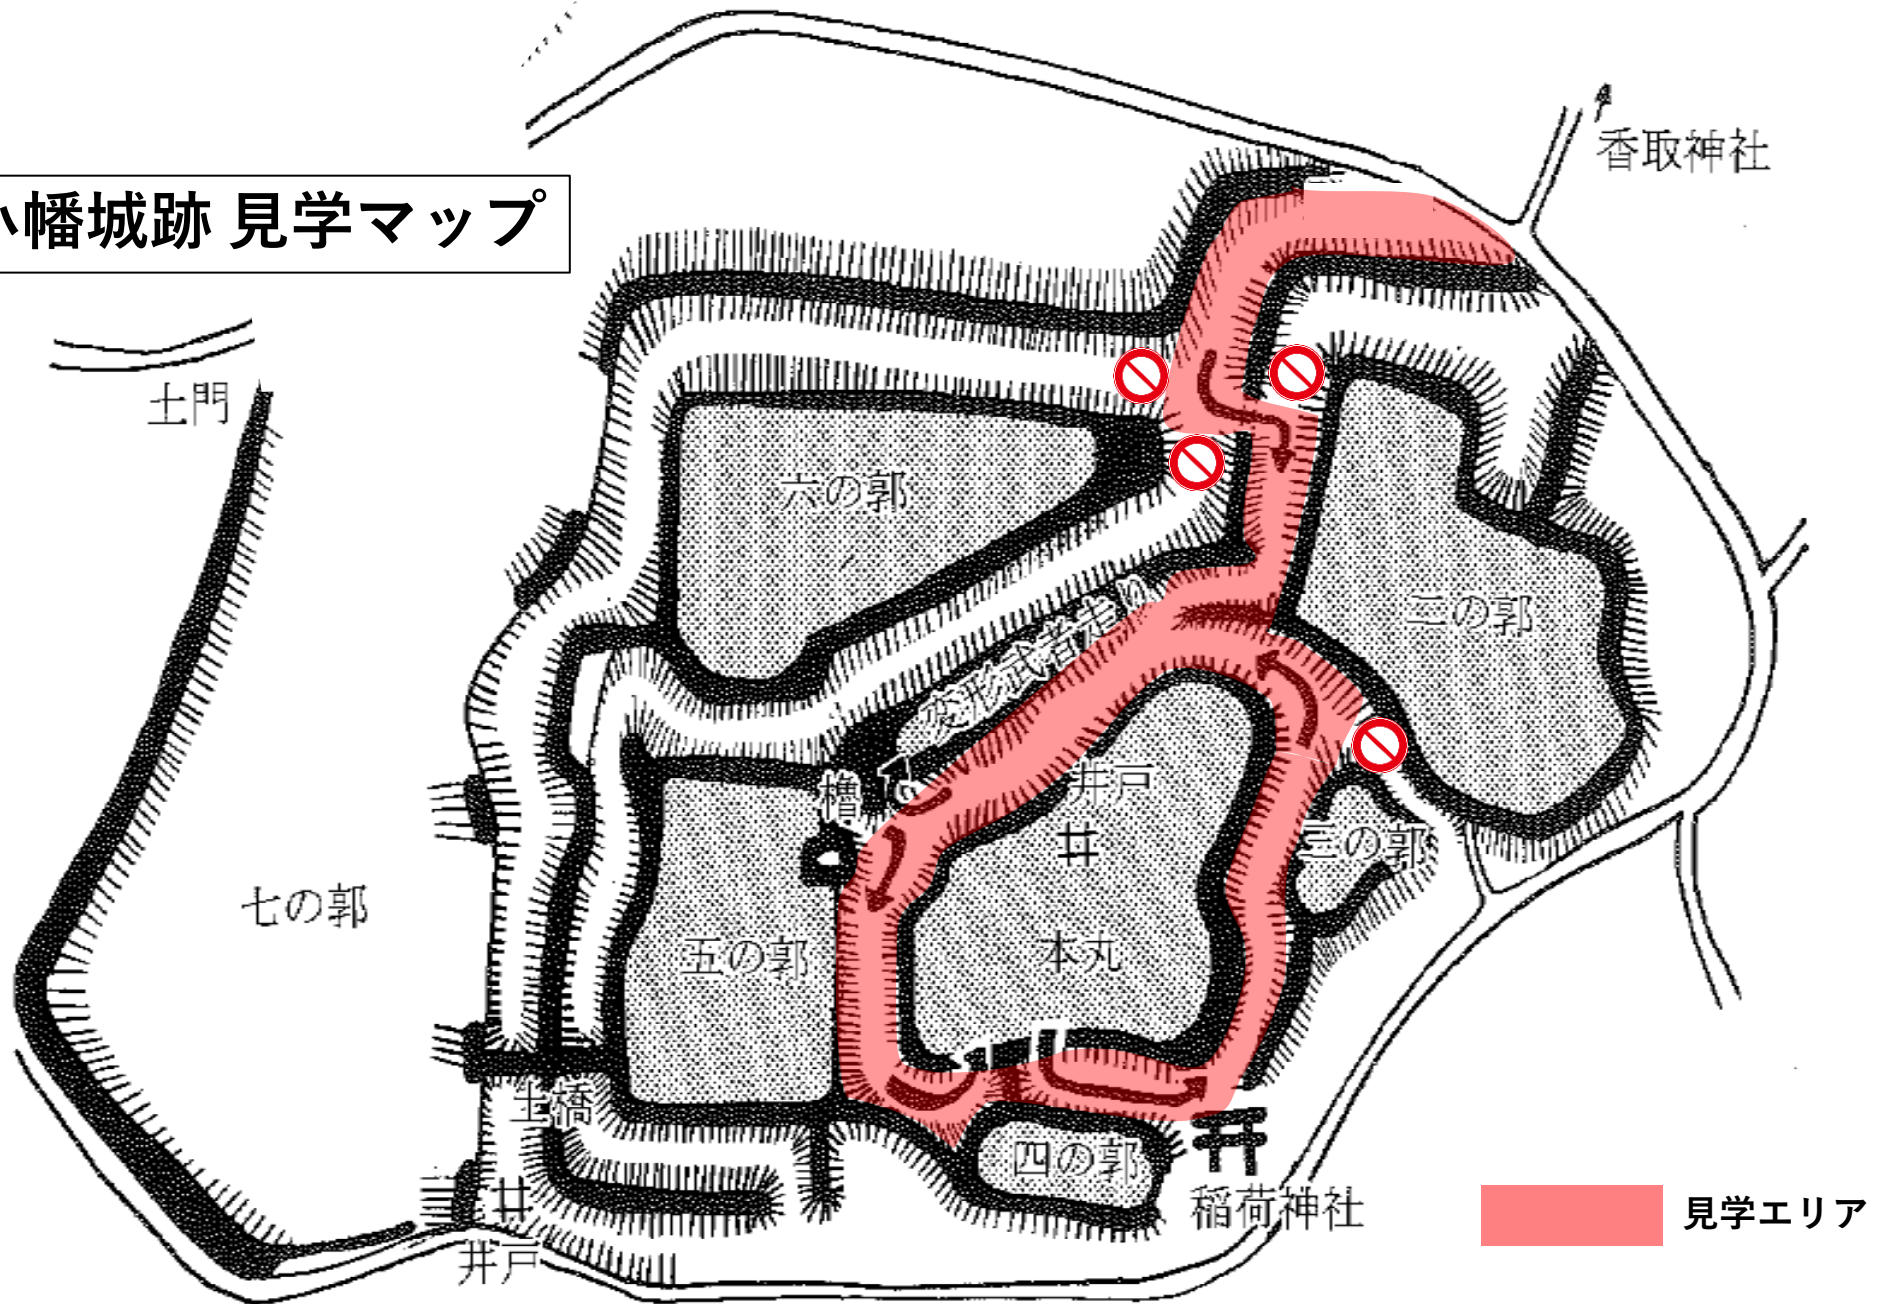 小幡城跡 見学マップ
香取神社
土門
六の郭
二の郭
変形武者走り
櫓
井戸
三の郭
七の郭
五の郭
本丸
土橋
四の郭
稲荷神社
井戸
見学エリア